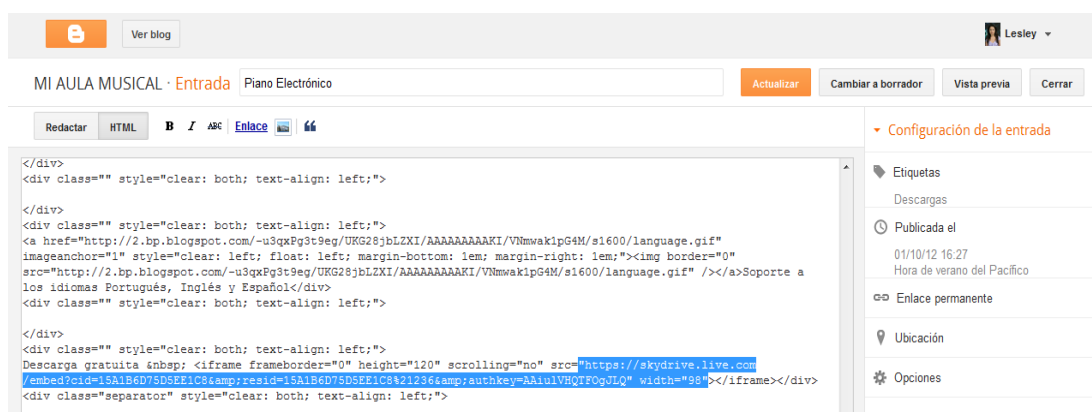 Ver blog
Lesley
MI AULA MUSICAL · Entrada
Piano Electrónico
Actualizar
Cambiar a borrador
Vista previa
Cerrar
Redactar
HTML
B
I
ABC
Enlace
Configuración de la entrada
</div>
<div class="" style="clear: both; text-align: left;">
</div>
<div class="" style="clear: both; text-align: left;">
<a href="http://2.bp.blogspot.com/-u3qxPg3t9eg/UKG28jbLZXI/AAAAAAAAAKI/VNmwak1pG4M/s1600/language.gif"
imageanchor="1" style="clear: left; float: left; margin-bottom: 1em; margin-right: 1em;"><img border="0"
src="http://2.bp.blogspot.com/-u3qxPg3t9eg/UKG28jbLZXI/AAAAAAAAAKI/VNmwak1pG4M/s1600/language.gif" /></a>Soporte a
los idiomas Portugués, Inglés y Español</div>
<div class="" style="clear: both; text-align: left;">
</div>
<div class="" style="clear: both; text-align: left;">
Descarga gratuita &nbsp; <iframe frameborder="0" height="120" scrolling="no" src="https://skydrive.live.com
/embed?cid=15A1B6D75D5EE1C8&amp;resid=15A1B6D75D5EE1C8%21236&amp;authkey=AAiulVHQTFOgJLQ" width="98"></iframe></div>
<div class="separator" style="clear: both; text-align: left;">
Etiquetas
Descargas
Publicada el
01/10/12 16:27
Hora de verano del Pacífico
Enlace permanente
Ubicación
Opciones